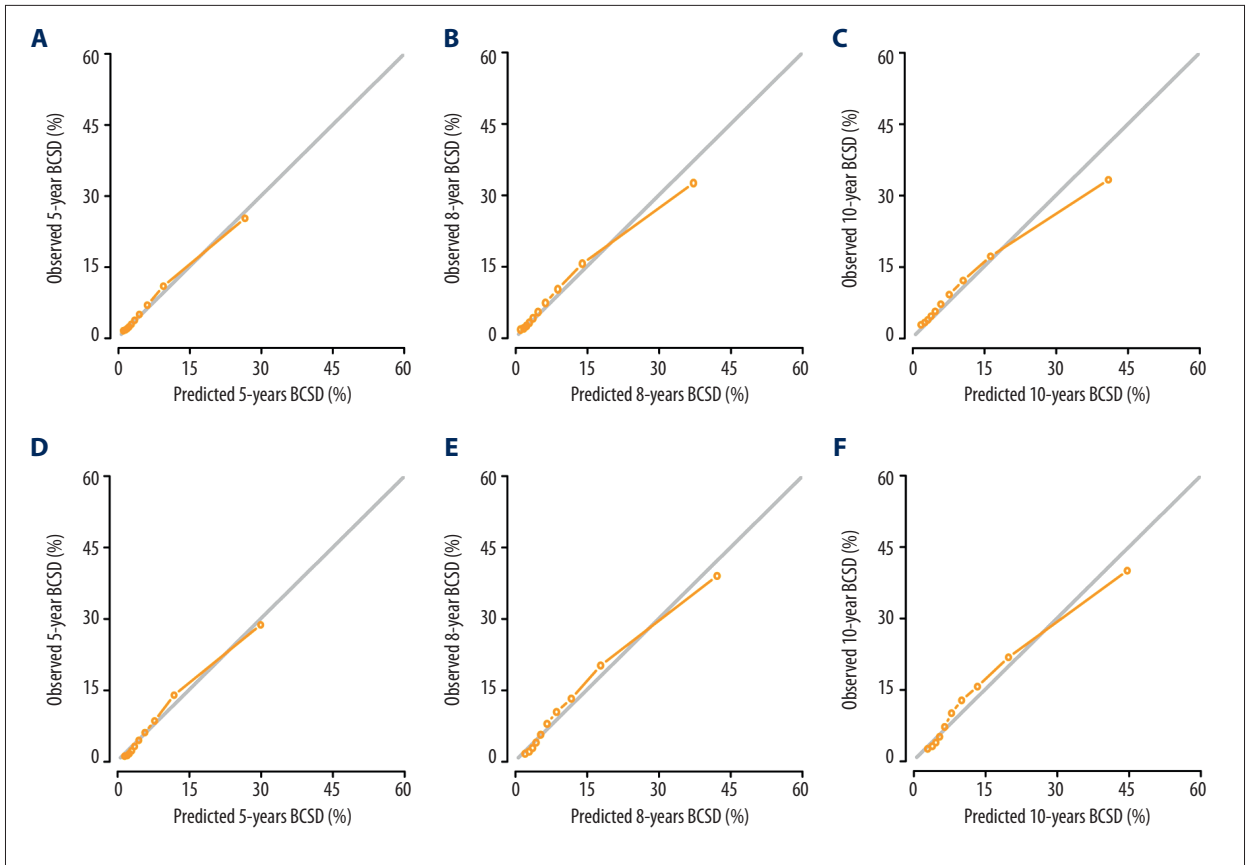 A
60
45
30
15
0
Observed 5-year BCSD (%)
0 15 30 45 60
Predicted 5-years BCSD (%)
B
60
45
30
15
0
Observed 8-year BCSD (%)
0 15 30 45 60
Predicted 8-years BCSD (%)
C
60
45
30
15
0
Observed 10-year BCSD (%)
0 15 30 45 60
Predicted 10-years BCSD (%)
D
60
45
30
15
0
Observed 5-year BCSD (%)
0 15 30 45 60
Predicted 5-years BCSD (%)
E
60
45
30
15
0
Observed 8-year BCSD (%)
0 15 30 45 60
Predicted 8-years BCSD (%)
F
60
45
30
15
0
Observed 10-year BCSD (%)
0 15 30 45 60
Predicted 10-years BCSD (%)